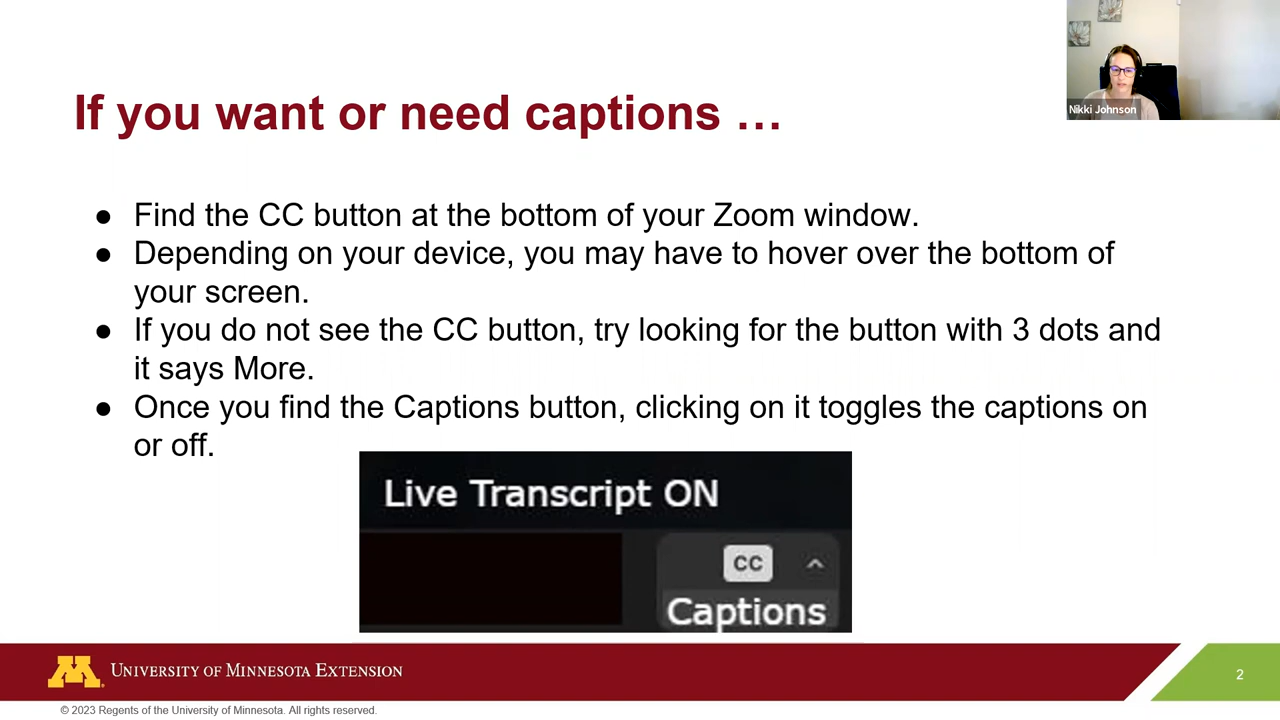 If you want or need captions …
Nikki Johnson
● Find the CC button at the bottom of your Zoom window.
● Depending on your device, you may have to hover over the bottom of
your screen.
● If you do not see the CC button, try looking for the button with 3 dots and
it says More.
● Once you find the Captions button, clicking on it toggles the captions on
or off.
Live Transcript ON
CC
Captions
M
UNIVERSITY OF MINNESOTA EXTENSION
2
© 2023 Regents of the University of Minnesota. All rights reserved.